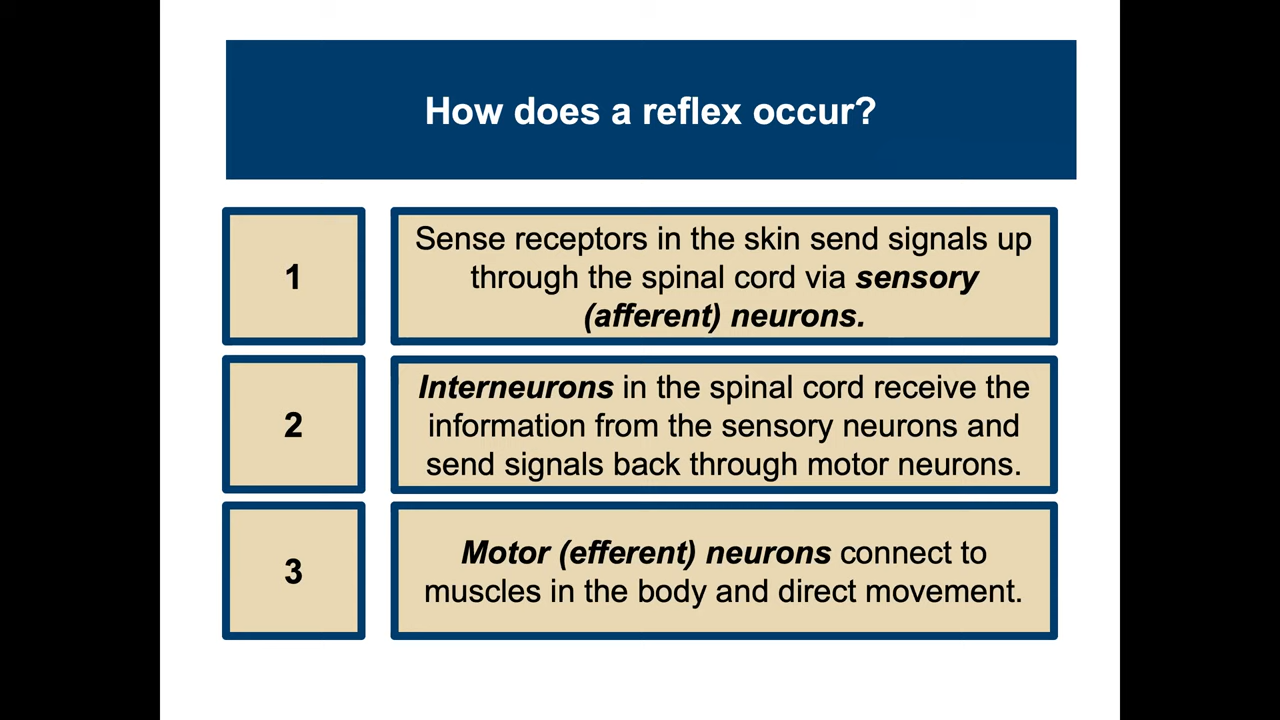 How does a reflex occur?
1
Sense receptors in the skin send signals up
through the spinal cord via sensory
(afferent) neurons.
2
Interneurons in the spinal cord receive the
information from the sensory neurons and
send signals back through motor neurons.
3
Motor (efferent) neurons connect to
muscles in the body and direct movement.